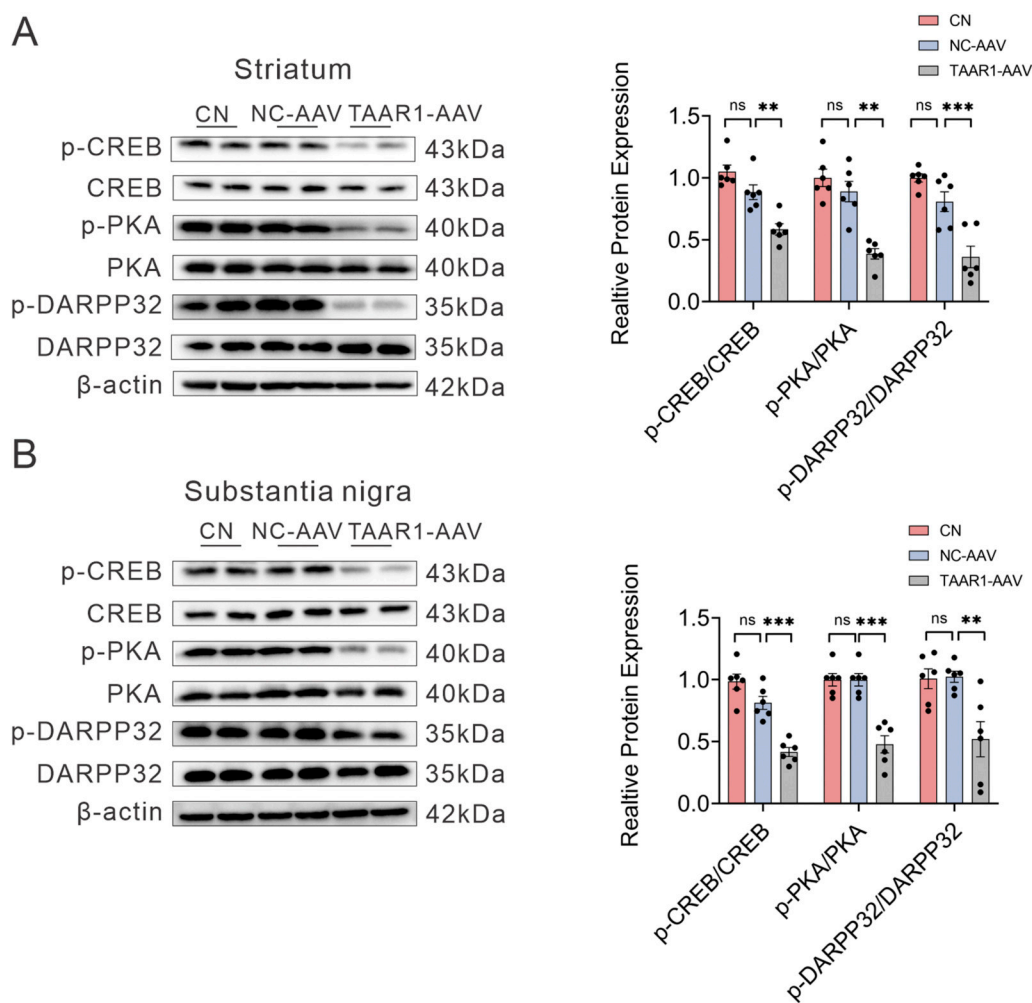 A
Striatum
CN NC-AAV TAAR1-AAV
p-CREB 43kDa
CREB 43kDa
p-PKA 40kDa
PKA 40kDa
p-DARPP32 35kDa
DARPP32 35kDa
β-actin 42kDa
CN
NC-AAV
TAAR1-AAV
ns ** ns ** ns ***
Realtive Protein Expression
1.5
1.0
0.5
0.0
p-CREB/CREB
p-PKA/PKA
p-DARPP32/DARPP32
B
Substantia nigra
CN NC-AAV TAAR1-AAV
p-CREB 43kDa
CREB 43kDa
p-PKA 40kDa
PKA 40kDa
p-DARPP32 35kDa
DARPP32 35kDa
β-actin 42kDa
CN
NC-AAV
TAAR1-AAV
ns *** ns *** ns **
Realtive Protein Expression
1.5
1.0
0.5
0.0
p-CREB/CREB
p-PKA/PKA
p-DARPP32/DARPP32